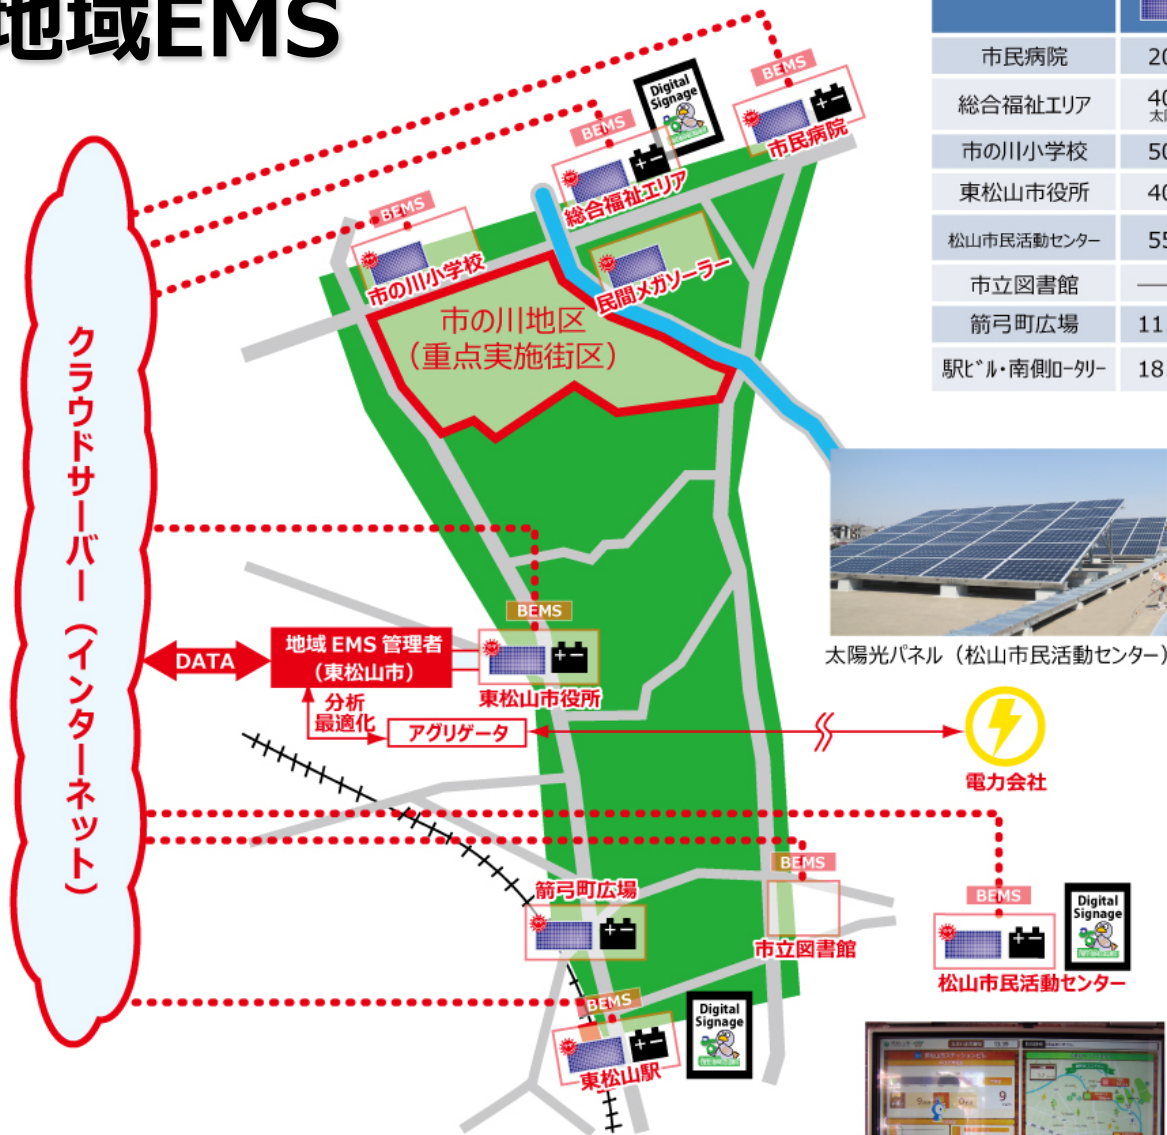 地域EMS
市民病院 20
総合福祉エリア 40
太陽
市の川小学校 50
東松山市役所 40
松山市民活動センター 55
市立図書館 —
箭弓町広場 11
駅ビル・南側ロータリー 18
BEMS
Digital
Signage
市民病院
BEMS
総合福祉エリア
BEMS
市の川小学校
民間メガソーラー
市の川地区
（重点実施街区）
クラウドサーバー（インターネット）
太陽光パネル（松山市民活動センター）
BEMS
DATA
地域 EMS 管理者
（東松山市）
東松山市役所
分析
最適化
アグリゲータ
電力会社
BEMS
市立図書館
BEMS
Digital
Signage
松山市民活動センター
箭弓町広場
BEMS
Digital
Signage
東松山駅